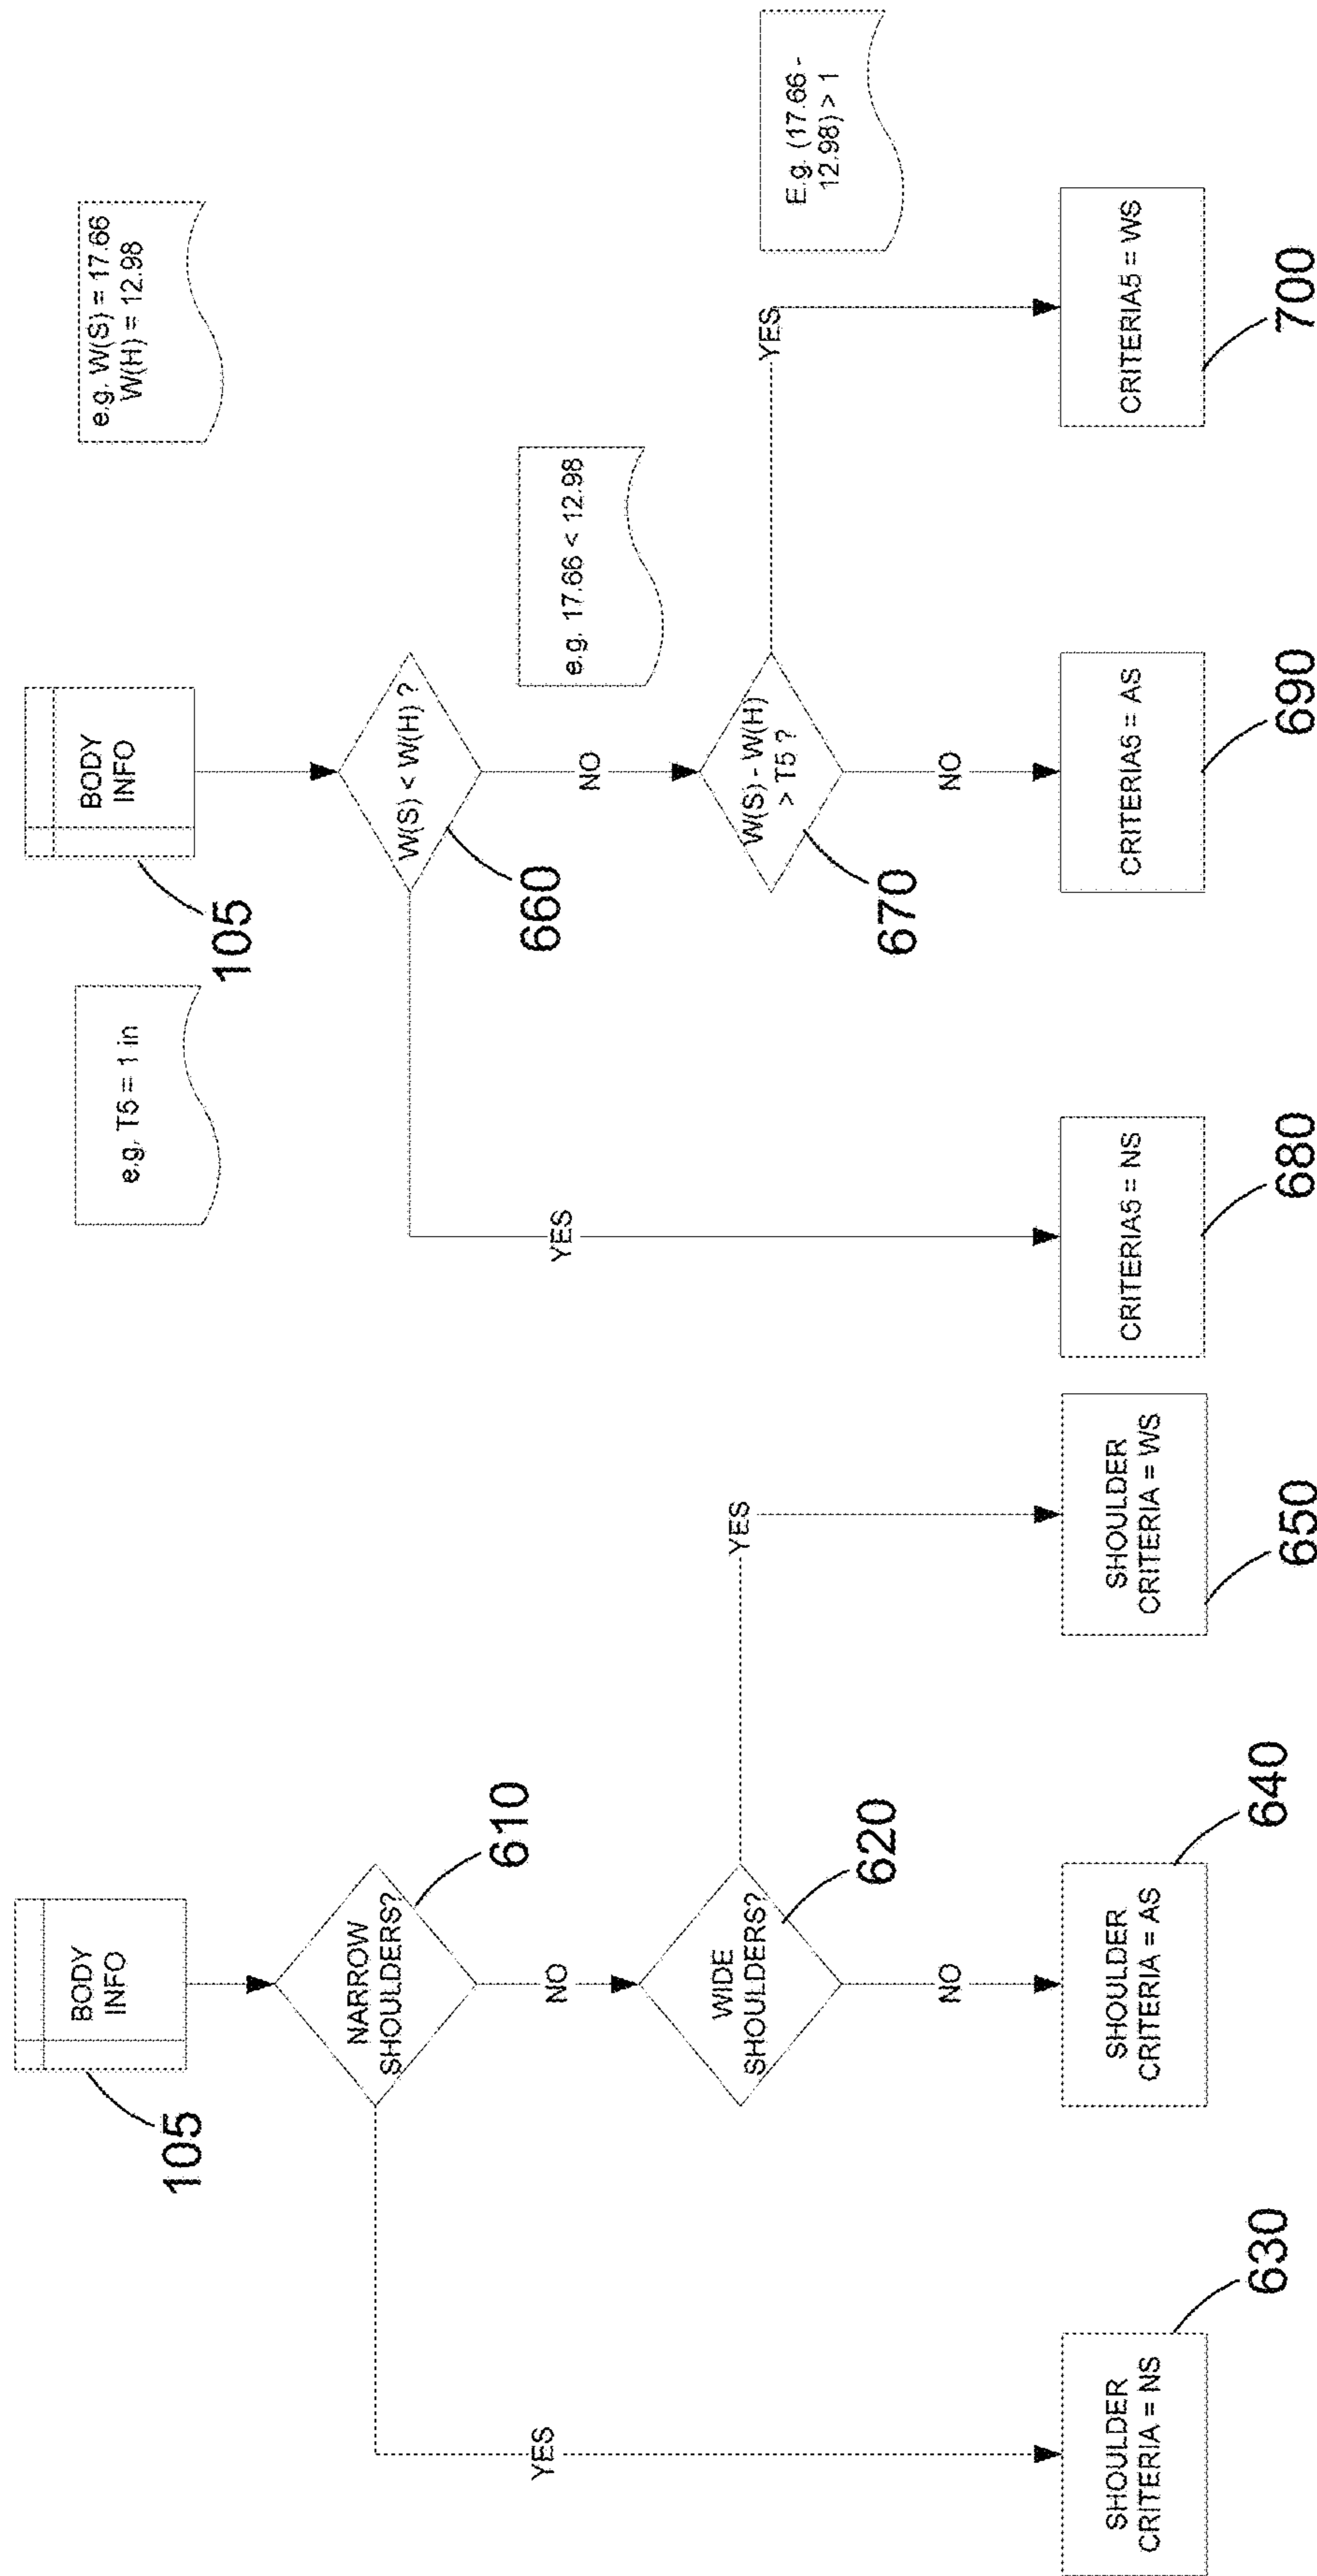 BODY
INFO
105
NARROW
SHOULDERS?
610
NO
YES
WIDE
SHOULDERS?
620
YES
NO
SHOULDER
CRITERIA = NS
630
SHOULDER
CRITERIA = AS
640
SHOULDER
CRITERIA = WS
650
e.g. T5 = 1 in
BODY
INFO
105
e.g. W(S) = 17.66
W(H) = 12.98
W(S) < W(H) ?
660
YES
NO
e.g. 17.66 < 12.98
W(S) - W(H)
> T5 ?
670
YES
NO
E.g. (17.66 -
12.98) > 1
CRITERIA5 = NS
680
CRITERIA5 = AS
690
CRITERIA5 = WS
700